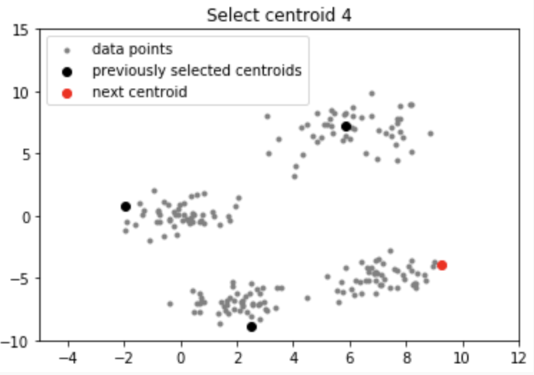 Select centroid 4
data points
previously selected centroids
next centroid
15
10
5
0
−5
−10
−4 −2 0 2 4 6 8 10 12